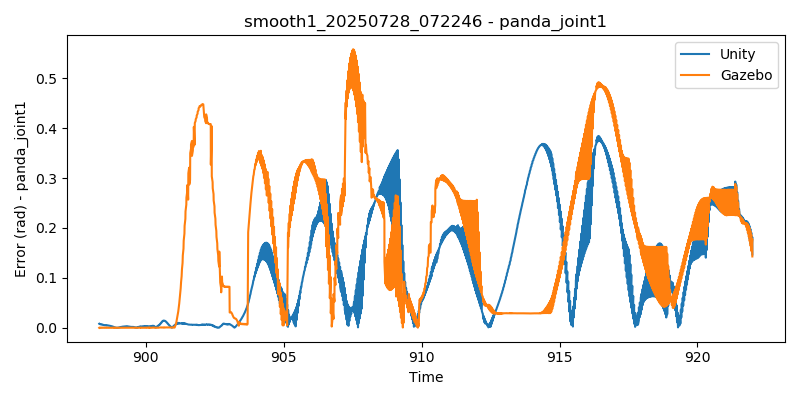 smooth1_20250728_072246 - panda_joint1
Error (rad) - panda_joint1
0.5
0.4
0.3
0.2
0.1
0.0
Unity
Gazebo
900
905
910
915
920
Time